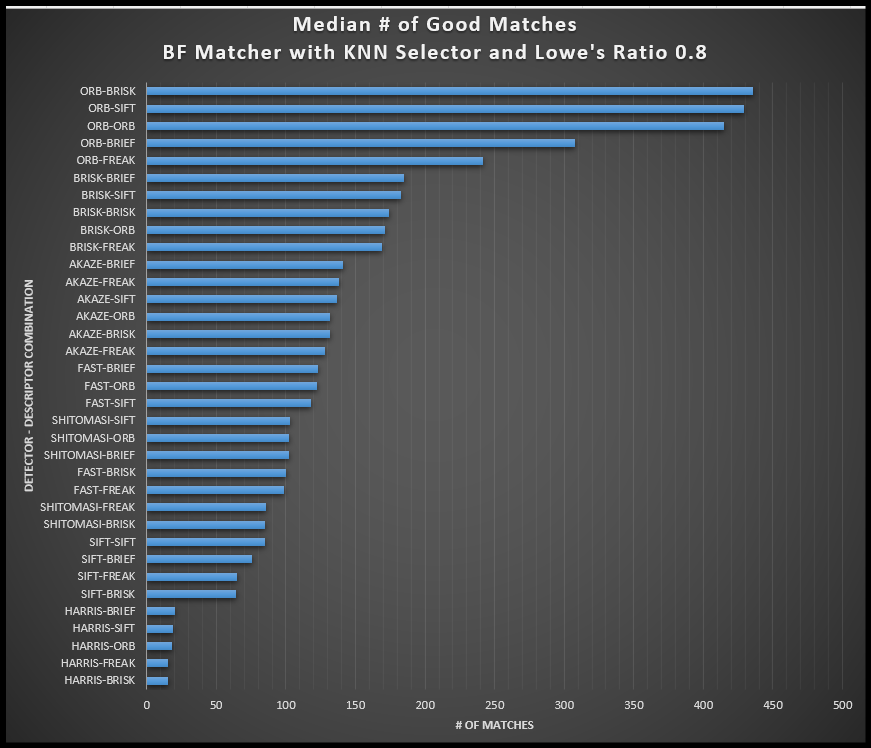 Median # of Good Matches
BF Matcher with KNN Selector and Lowe's Ratio 0.8
DETECTOR - DESCRIPTOR COMBINATION
ORB-BRISK
ORB-SIFT
ORB-ORB
ORB-BRIEF
ORB-FREAK
BRISK-BRIEF
BRISK-SIFT
BRISK-BRISK
BRISK-ORB
BRISK-FREAK
AKAZE-BRIEF
AKAZE-FREAK
AKAZE-SIFT
AKAZE-ORB
AKAZE-BRISK
AKAZE-FREAK
FAST-BRIEF
FAST-ORB
FAST-SIFT
SHITOMASI-SIFT
SHITOMASI-ORB
SHITOMASI-BRIEF
FAST-BRISK
FAST-FREAK
SHITOMASI-FREAK
SHITOMASI-BRISK
SIFT-SIFT
SIFT-BRIEF
SIFT-FREAK
SIFT-BRISK
HARRIS-BRIEF
HARRIS-SIFT
HARRIS-ORB
HARRIS-FREAK
HARRIS-BRISK
0 50 100 150 200 250 300 350 400 450 500
# OF MATCHES